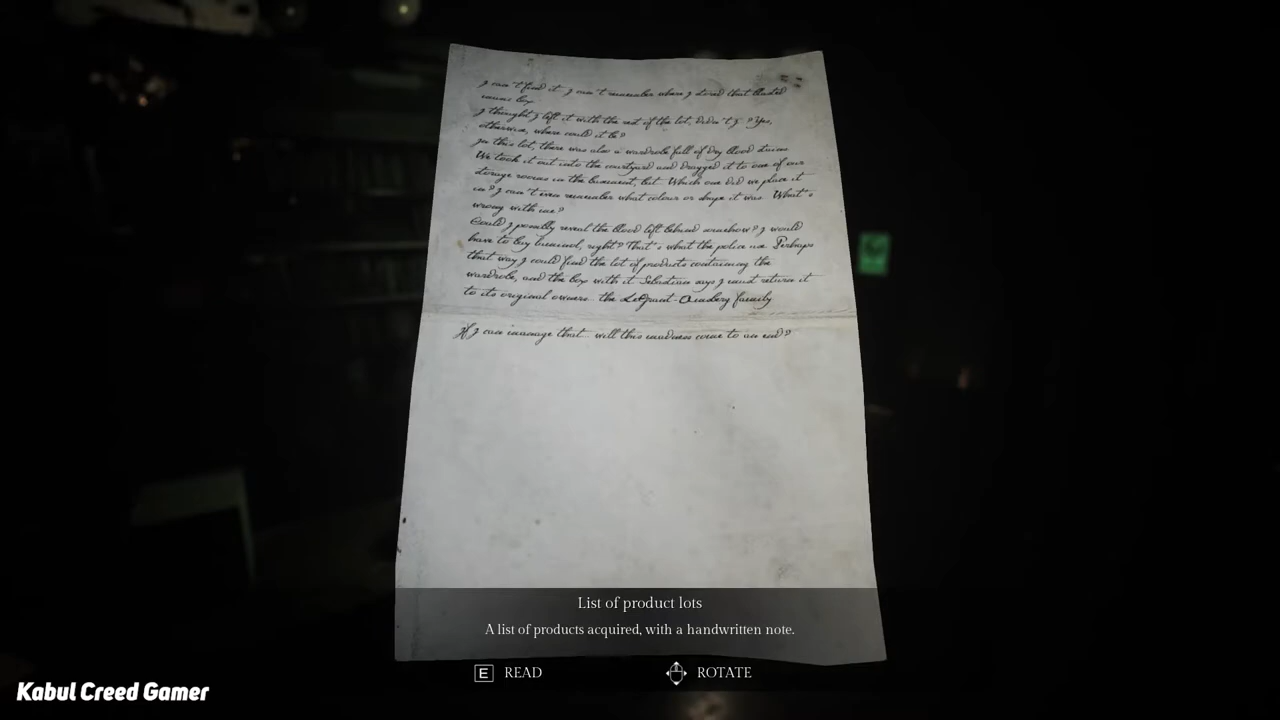 I can't find it. I can't remember where I stored that blasted
music box
I thought I left it with the rest of the lot, didn't I? Yes,
otherwise, where could it be?
In this lot, there was also a wardrobe full of dry blood stains
We took it out into the courtyard and dragged it to one of our
storage rooms in the basement, but Which one did we place it
in? I can't even remember what colour or shape it was What's
wrong with me?
Could I possibly reveal the blood left behind somehow? I would
have to buy luminol, right? That's what the police use Perhaps
that way I could find the lot of products containing the
wardrobe, and the box with it Sebastian says I must return it
to its original owners the family
If I can manage that will this madness come to an end?
List of product lots
A list of products acquired, with a handwritten note.
E READ ROTATE
Kabul Creed Gamer